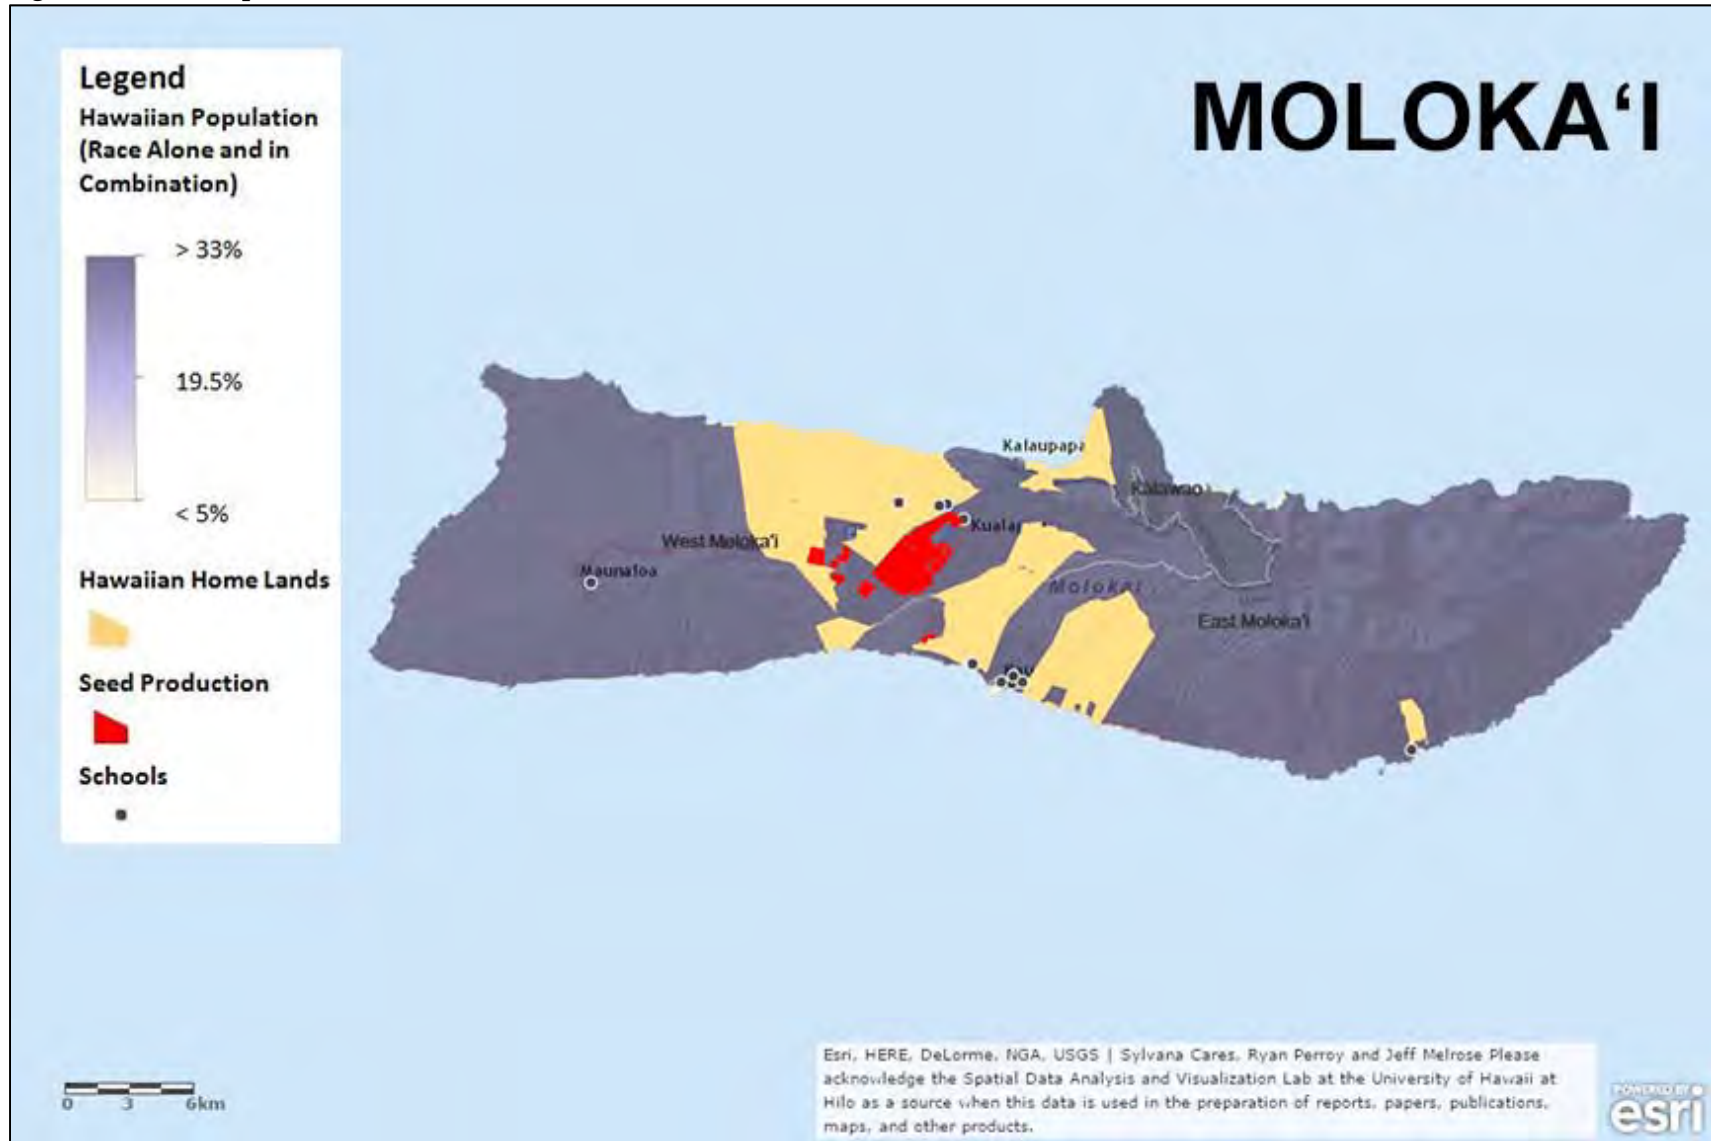 Legend
Hawaiian Population
(Race Alone and in
Combination)
> 33%
19.5%
< 5%
Hawaiian Home Lands
Seed Production
Schools
MOLOKAʻI
Kalaupapa
Kalawao
West Moloka'i
Maunaloa
Molokai
East Moloka'i
0 3 6km
Esri, HERE, DeLorme, NGA, USGS | Sylvana Cares, Ryan Perroy and Jeff Melrose Please
acknowledge the Spatial Data Analysis and Visualization Lab at the University of Hawaii at
Hilo as a source when this data is used in the preparation of reports, papers, publications,
maps, and other products.
POWERED BY
esri